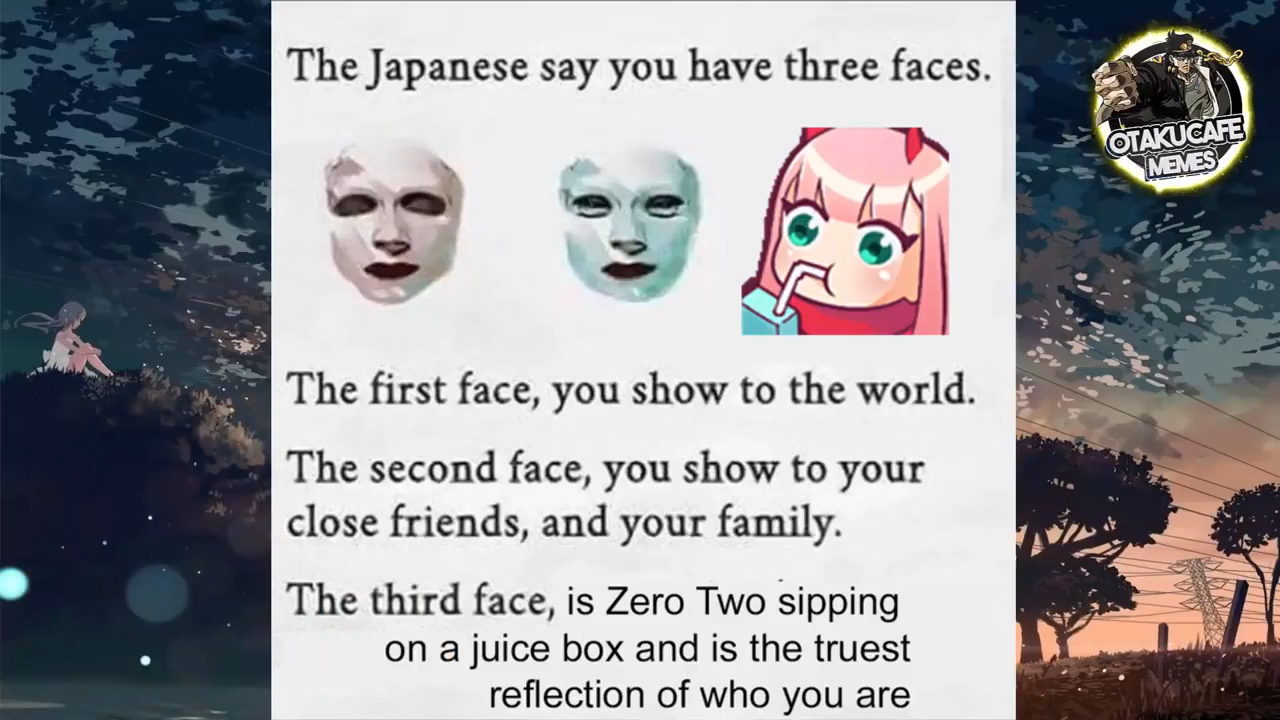 The Japanese say you have three faces.
OTAKUCAFE
MEMES
The first face, you show to the world.
The second face, you show to your
close friends, and your family.
The third face, is Zero Two sipping
on a juice box and is the truest
reflection of who you are